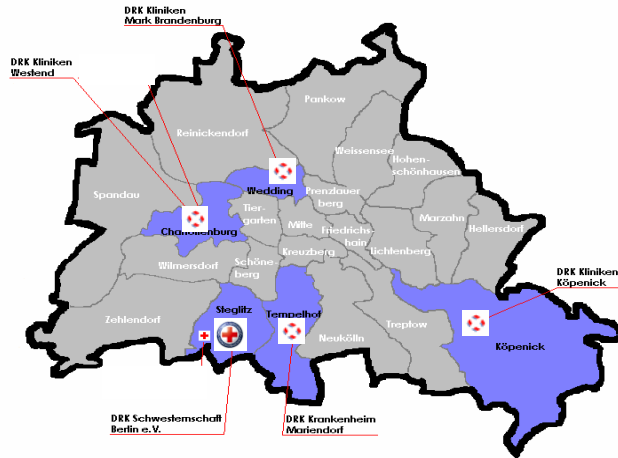 DRK Kliniken
Mark Brandenburg
DRK Kliniken
Westend
Pankow
Reinickendorf
Weissensee
Hohen-
schönhausen
Spandau
Wedding
Prenzlauer
berg
Tier-
garten
Marzahn
Hellersdorf
Charlottenburg
Mitte
Friedrichs-
hain
Lichtenberg
Kreuzberg
Schöne-
berg
Wilmersdorf
DRK Kliniken
Köpenick
Zehlendorf
Steglitz
Tempelhof
Neukölln
Treptow
Köpenick
DRK Schwesternschaft
Berlin e.V.
DRK Krankenheim
Mariendorf